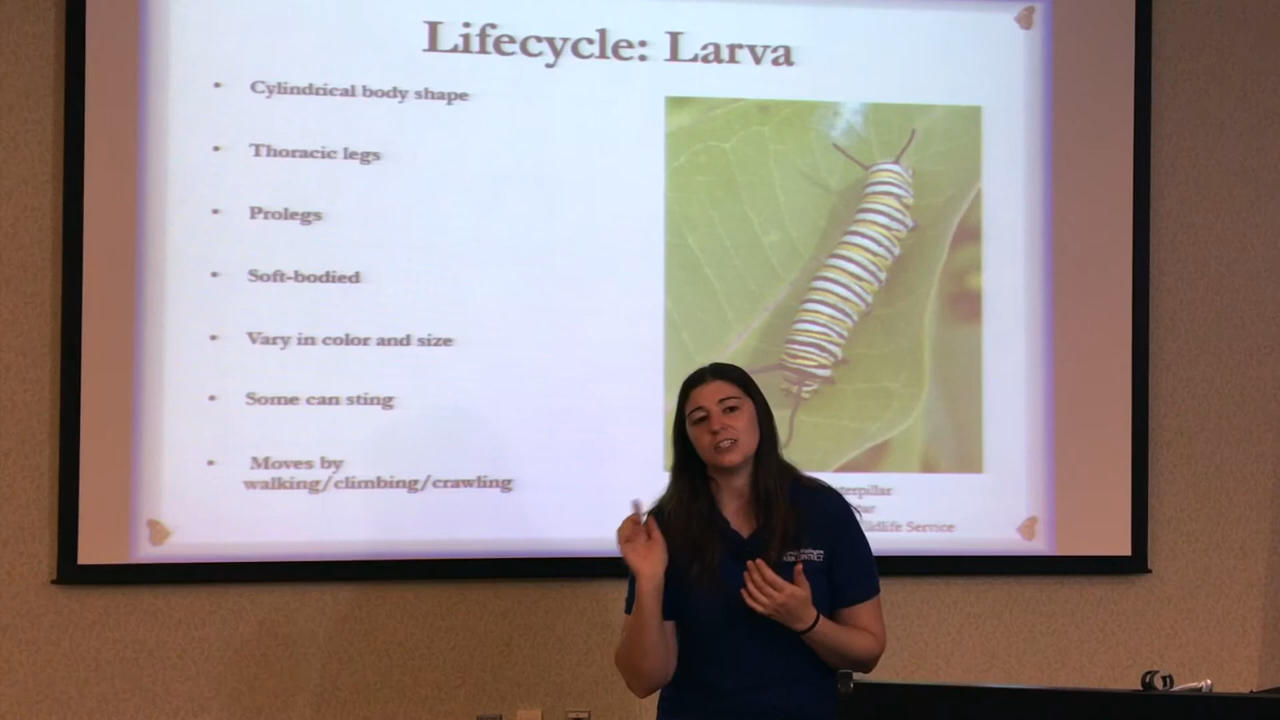 Lifecycle: Larva
• Cylindrical body shape
• Thoracic legs
• Prolegs
• Soft-bodied
• Vary in color and size
• Some can sting
• Moves by
walking/climbing/crawling
Service